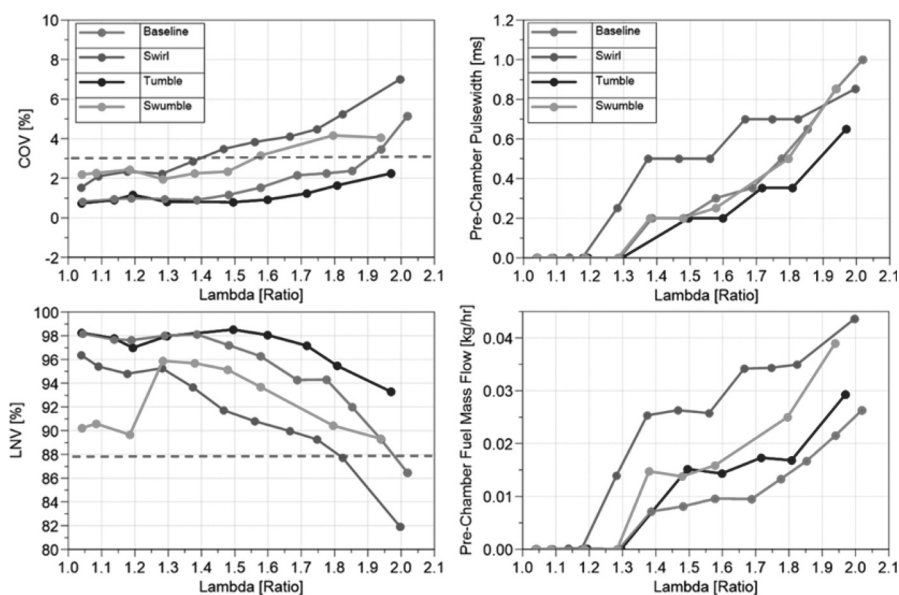 10
8
6
4
2
0
-2
COV [%]
Baseline
Swirl
Tumble
Swumble
1.0 1.1 1.2 1.3 1.4 1.5 1.6 1.7 1.8 1.9 2.0 2.1
Lambda [Ratio]
1.2
1.0
0.8
0.6
0.4
0.2
0.0
Pre-Chamber Pulsewidth [ms]
Baseline
Swirl
Tumble
Swumble
1.0 1.1 1.2 1.3 1.4 1.5 1.6 1.7 1.8 1.9 2.0 2.1
Lambda [Ratio]
100
98
96
94
92
90
88
86
84
82
80
LNV [%]
1.0 1.1 1.2 1.3 1.4 1.5 1.6 1.7 1.8 1.9 2.0 2.1
Lambda [Ratio]
0.04
0.03
0.02
0.01
0.00
Pre-Chamber Fuel Mass Flow [kg/hr]
1.0 1.1 1.2 1.3 1.4 1.5 1.6 1.7 1.8 1.9 2.0 2.1
Lambda [Ratio]